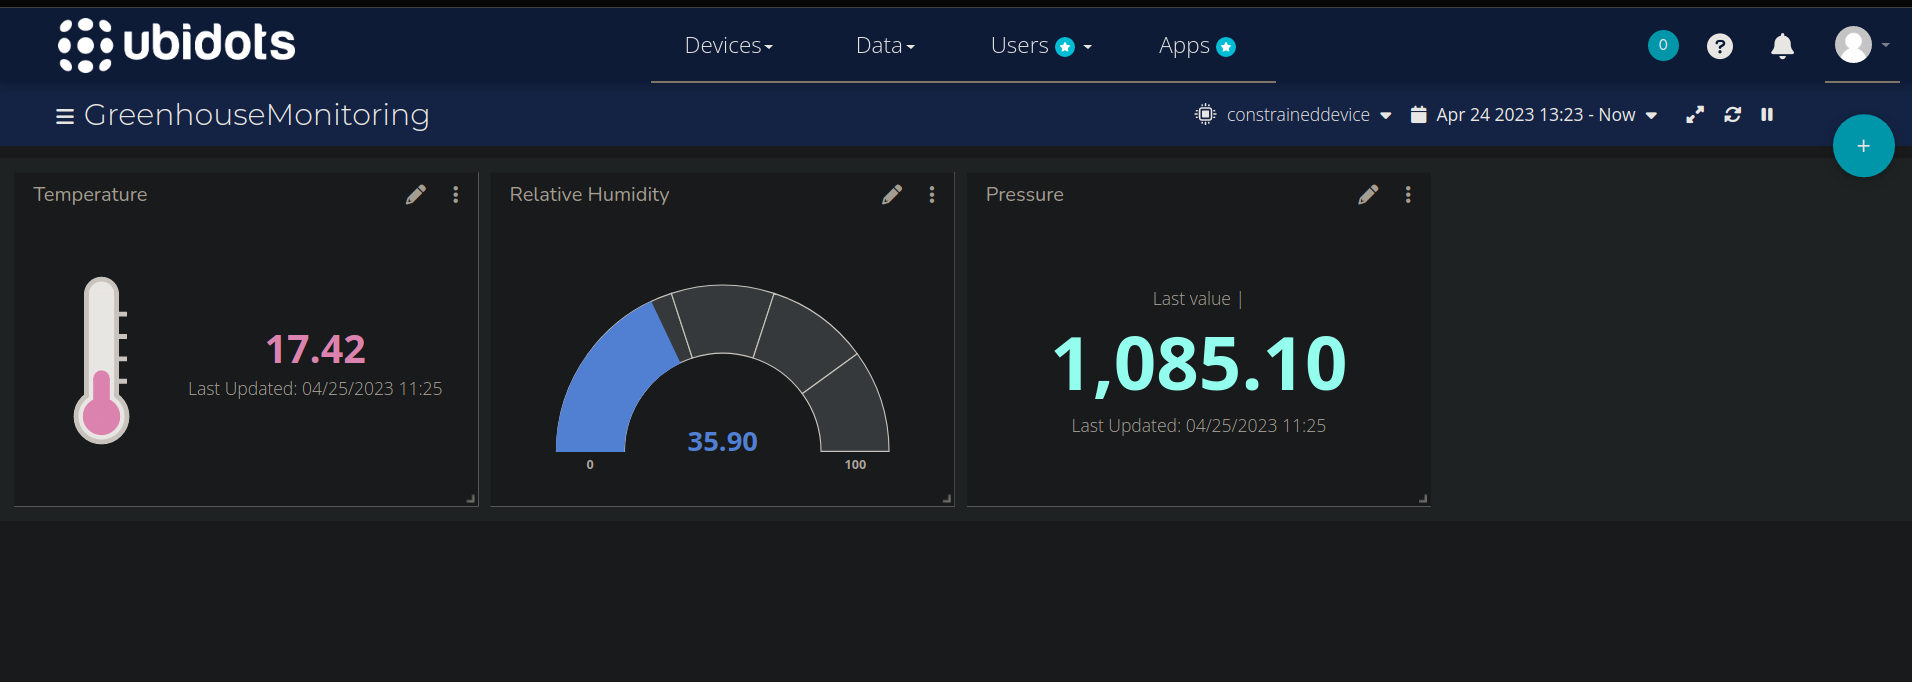 ubidots
Devices
Data
Users
Apps
0
?
GreenhouseMonitoring
constraineddevice
Apr 24 2023 13:23 - Now
+
Temperature
17.42
Last Updated: 04/25/2023 11:25
Relative Humidity
35.90
0
100
Pressure
Last value |
1,085.10
Last Updated: 04/25/2023 11:25